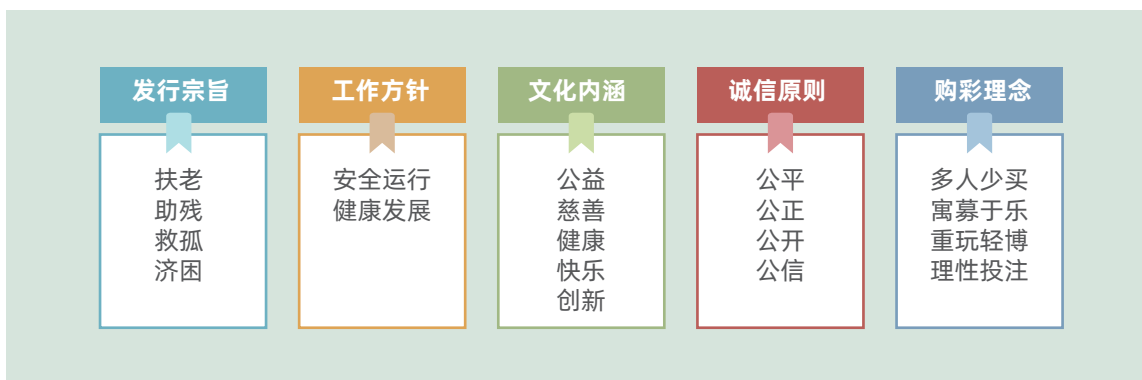 发行宗旨
扶老
助残
救孤
济困
工作方针
安全运行
健康发展
文化内涵
公益
慈善
健康
快乐
创新
诚信原则
公平
公正
公开
公信
购彩理念
多人少买
寓募于乐
重玩轻博
理性投注